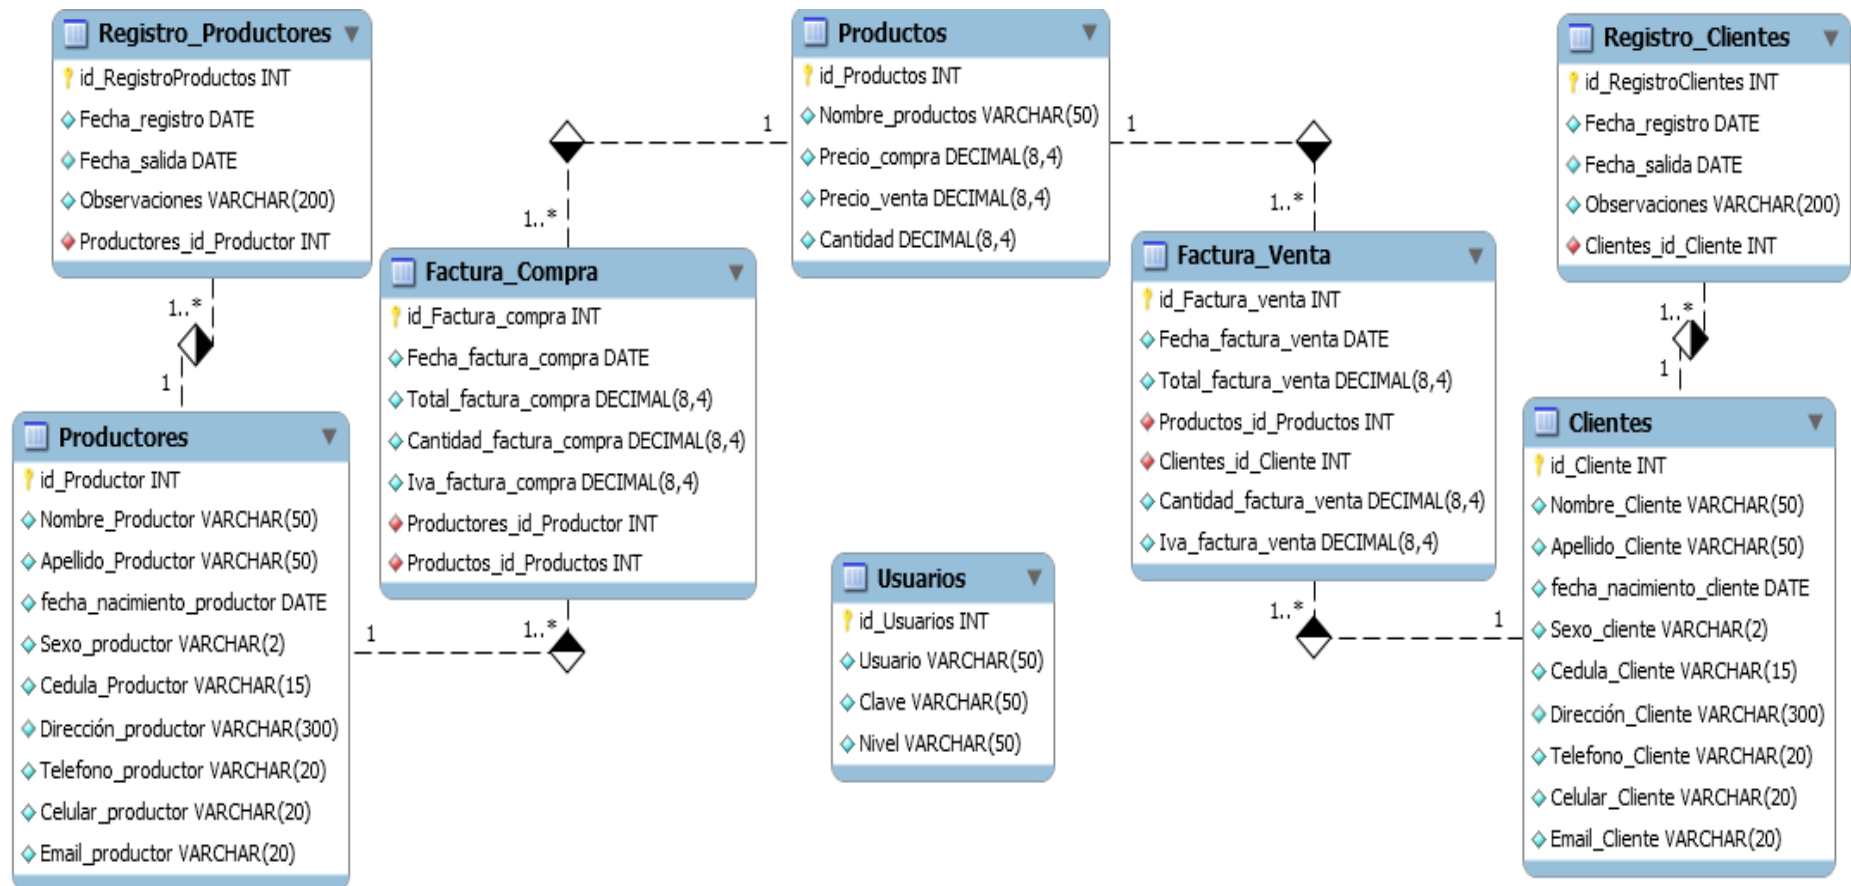 Registro_Productores
id_RegistroProductos INT
Fecha_registro DATE
Fecha_salida DATE
Observaciones VARCHAR(200)
Productores_id_Productor INT
1..*
1
Productores
id_Productor INT
Nombre_Productor VARCHAR(50)
Apellido_Productor VARCHAR(50)
fecha_nacimiento_productor DATE
Sexo_productor VARCHAR(2)
Cedula_Productor VARCHAR(15)
Dirección_productor VARCHAR(300)
Telefono_productor VARCHAR(20)
Celular_productor VARCHAR(20)
Email_productor VARCHAR(20)
1
1..*
Factura_Compra
id_Factura_compra INT
Fecha_factura_compra DATE
Total_factura_compra DECIMAL(8,4)
Cantidad_factura_compra DECIMAL(8,4)
Iva_factura_compra DECIMAL(8,4)
Productores_id_Productor INT
Productos_id_Productos INT
1..*
1
Productos
id_Productos INT
Nombre_productos VARCHAR(50)
Precio_compra DECIMAL(8,4)
Precio_venta DECIMAL(8,4)
Cantidad DECIMAL(8,4)
1
1..*
Usuarios
id_Usuarios INT
Usuario VARCHAR(50)
Clave VARCHAR(50)
Nivel VARCHAR(50)
Factura_Venta
id_Factura_venta INT
Fecha_factura_venta DATE
Total_factura_venta DECIMAL(8,4)
Productos_id_Productos INT
Clientes_id_Cliente INT
Cantidad_factura_venta DECIMAL(8,4)
Iva_factura_venta DECIMAL(8,4)
1..*
1
Registro_Clientes
id_RegistroClientes INT
Fecha_registro DATE
Fecha_salida DATE
Observaciones VARCHAR(200)
Clientes_id_Cliente INT
1..*
1
Clientes
id_Cliente INT
Nombre_Cliente VARCHAR(50)
Apellido_Cliente VARCHAR(50)
fecha_nacimiento_cliente DATE
Sexo_cliente VARCHAR(2)
Cedula_Cliente VARCHAR(15)
Dirección_Cliente VARCHAR(300)
Telefono_Cliente VARCHAR(20)
Celular_Cliente VARCHAR(20)
Email_Cliente VARCHAR(20)